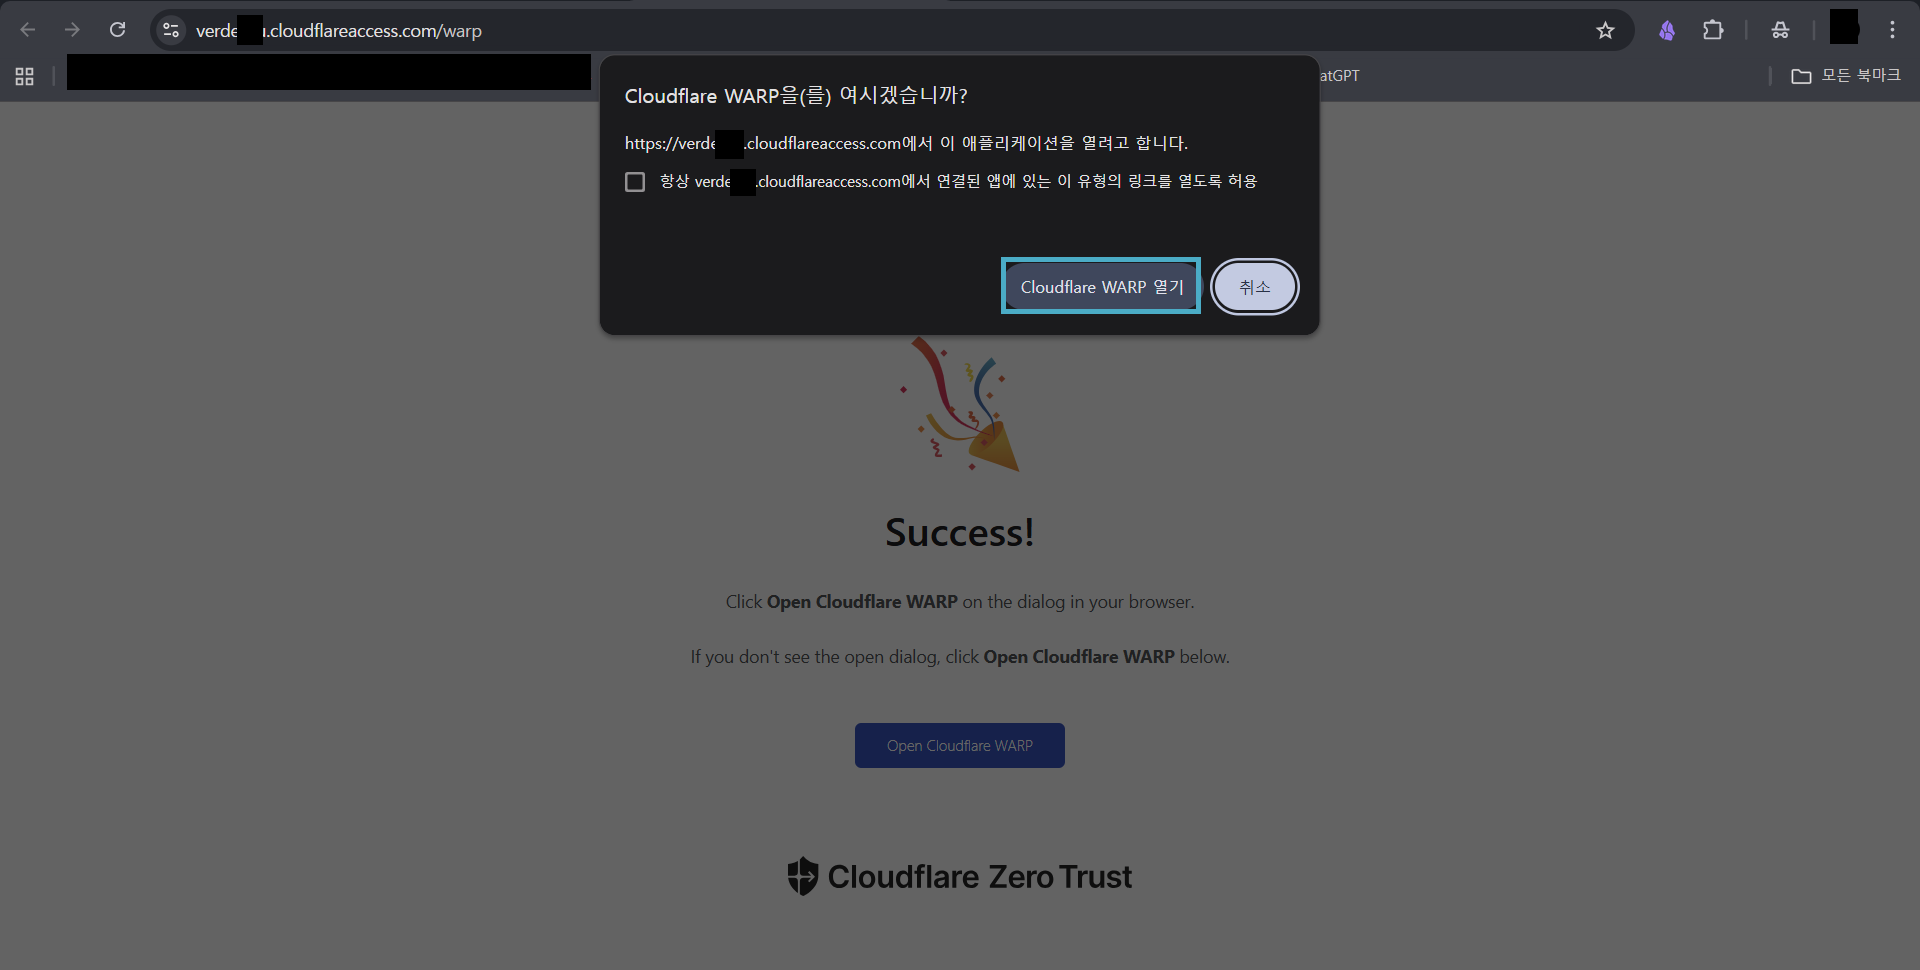 verde u.cloudflareaccess.com/warp
atGPT
모든 북마크
Cloudflare WARP을(를) 여시겠습니까?
https://verde .cloudflareaccess.com에서 이 애플리케이션을 열려고 합니다.
항상 verde .cloudflareaccess.com에서 연결된 앱에 있는 이 유형의 링크를 열도록 허용
Cloudflare WARP 열기
취소
Success!
Click Open Cloudflare WARP on the dialog in your browser.
If you don't see the open dialog, click Open Cloudflare WARP below.
Open Cloudflare WARP
Cloudflare Zero Trust